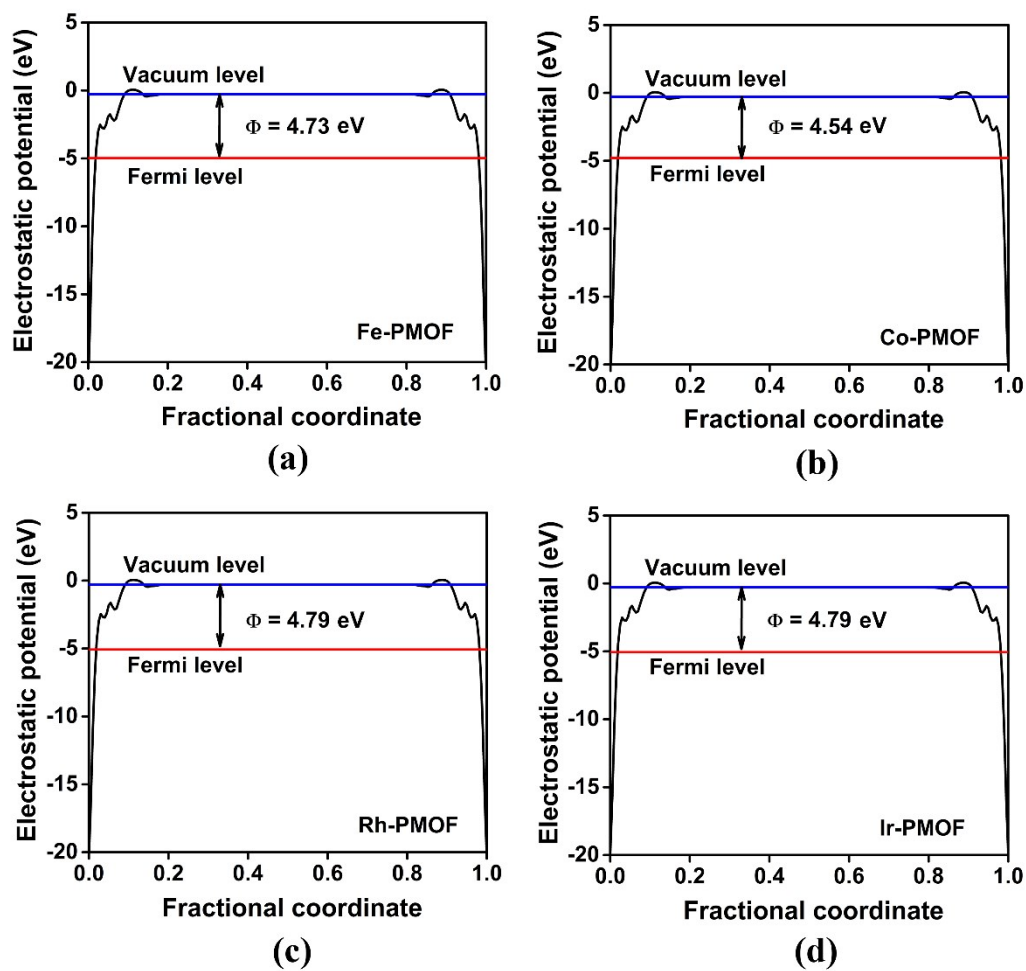 Electrostatic potential (eV)
5
0
-5
-10
-15
-20
Vacuum level
Φ = 4.73 eV
Fermi level
Fe-PMOF
0.0 0.2 0.4 0.6 0.8 1.0
Fractional coordinate
(a)
Electrostatic potential (eV)
5
0
-5
-10
-15
-20
Vacuum level
Φ = 4.54 eV
Fermi level
Co-PMOF
0.0 0.2 0.4 0.6 0.8 1.0
Fractional coordinate
(b)
Electrostatic potential (eV)
5
0
-5
-10
-15
-20
Vacuum level
Φ = 4.79 eV
Fermi level
Rh-PMOF
0.0 0.2 0.4 0.6 0.8 1.0
Fractional coordinate
(c)
Electrostatic potential (eV)
5
0
-5
-10
-15
-20
Vacuum level
Φ = 4.79 eV
Fermi level
Ir-PMOF
0.0 0.2 0.4 0.6 0.8 1.0
Fractional coordinate
(d)